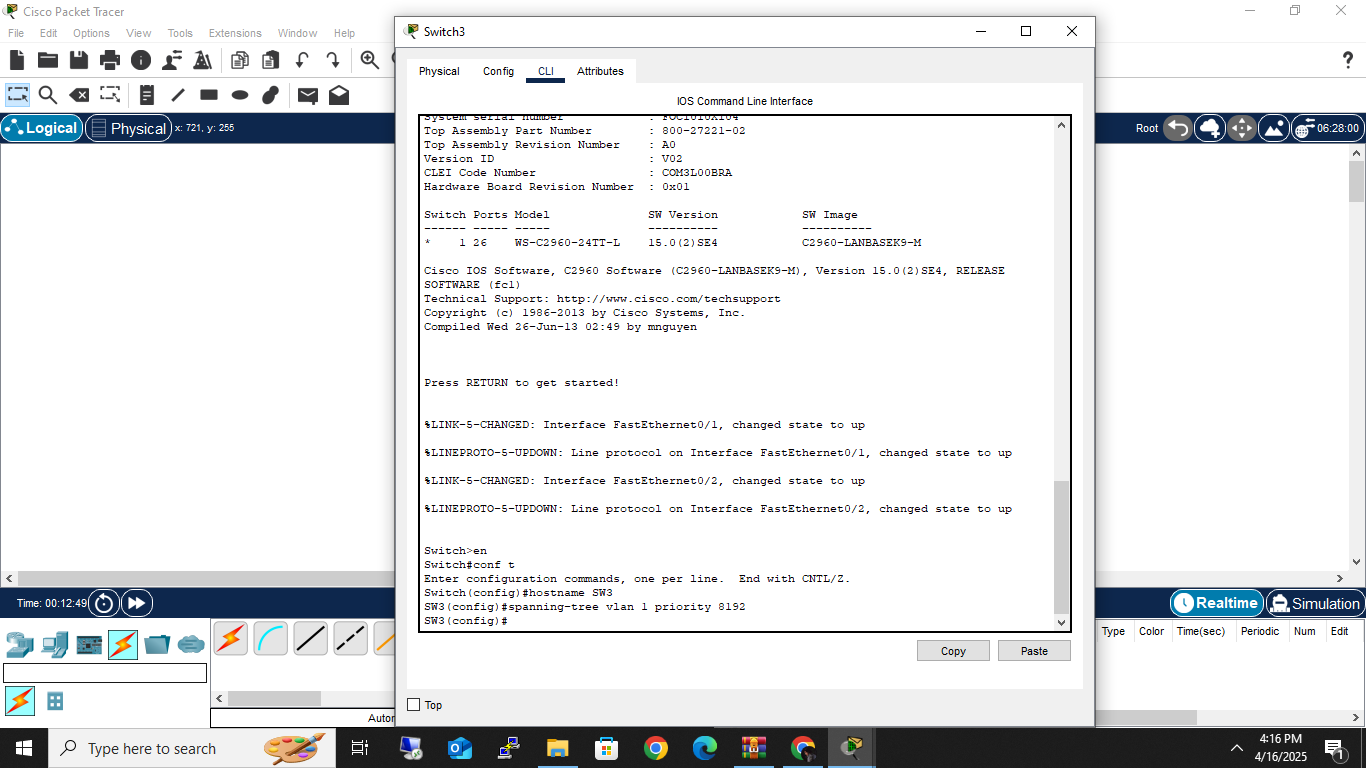 Cisco Packet Tracer
File Edit Options View Tools Extensions Window Help
Logical
Physical
x: 721, y: 255
Root
06:28:00
Switch3
Physical Config CLI Attributes
IOS Command Line Interface
System serial number : FOC1010X104
Top Assembly Part Number : 800-27221-02
Top Assembly Revision Number : A0
Version ID : V02
CLEI Code Number : COM3L00BRA
Hardware Board Revision Number : 0x01
Switch Ports Model SW Version SW Image
------ ----- ----- ---------- ----------
* 1 26 WS-C2960-24TT-L 15.0(2)SE4 C2960-LANBASEK9-M
Cisco IOS Software, C2960 Software (C2960-LANBASEK9-M), Version 15.0(2)SE4, RELEASE
SOFTWARE (fc1)
Technical Support: http://www.cisco.com/techsupport
Copyright (c) 1986-2013 by Cisco Systems, Inc.
Compiled Wed 26-Jun-13 02:49 by mnguyen
Press RETURN to get started!
%LINK-5-CHANGED: Interface FastEthernet0/1, changed state to up
%LINEPROTO-5-UPDOWN: Line protocol on Interface FastEthernet0/1, changed state to up
%LINK-5-CHANGED: Interface FastEthernet0/2, changed state to up
%LINEPROTO-5-UPDOWN: Line protocol on Interface FastEthernet0/2, changed state to up
Switch>en
Switch#conf t
Enter configuration commands, one per line. End with CNTL/Z.
Switch(config)#hostname SW3
SW3(config)#spanning-tree vlan 1 priority 8192
SW3(config)#
Copy Paste
Top
Time: 00:12:49
Realtime
Simulation
Type Color Time(sec) Periodic Num Edit
Autor
Type here to search
4:16 PM
4/16/2025
1